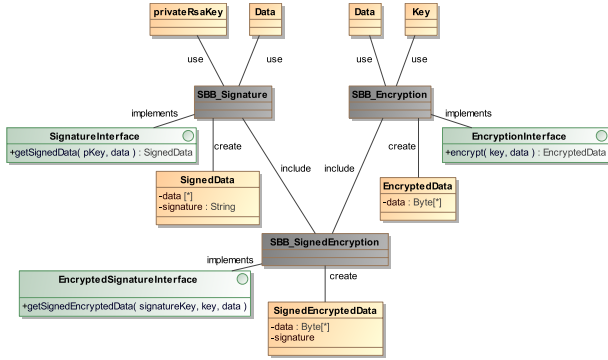 privateRsaKey
Data
Data
Key
use
use
use
use
SBB_Signature
SBB_Encryption
implements
implements
SignatureInterface
+getSignedData( pKey, data ) : SignedData
EncryptionInterface
+encrypt( key, data ) : EncryptedData
create
create
include
include
SignedData
-data [*]
-signature : String
EncryptedData
-data : Byte[*]
SBB_SignedEncryption
implements
create
EncryptedSignatureInterface
+getSignedEncryptedData( signatureKey, key, data )
SignedEncryptedData
-data : Byte[*]
-signature